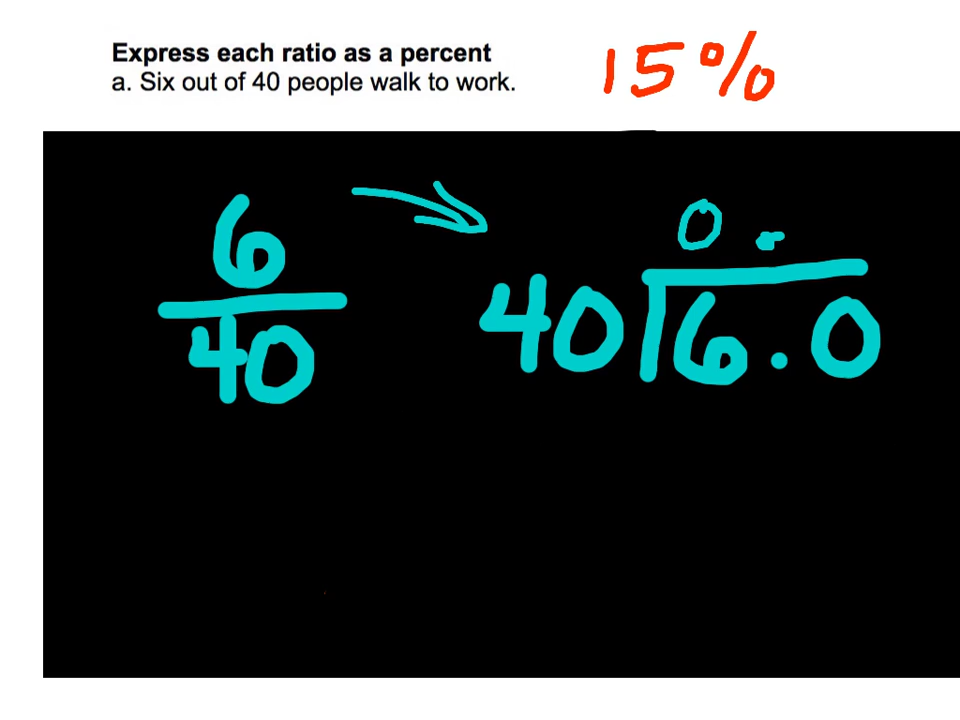 Express each ratio as a percent
a. Six out of 40 people walk to work.
15%
6
40
0.
40 6.0